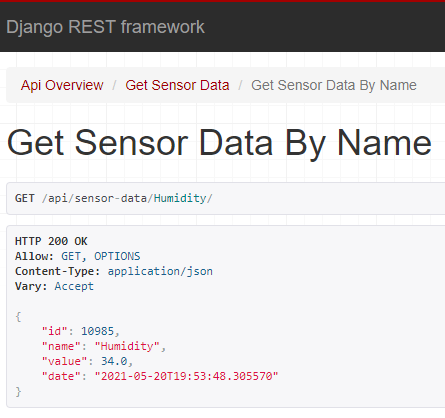 Django REST framework
Api Overview / Get Sensor Data / Get Sensor Data By Name
Get Sensor Data By Name
GET /api/sensor-data/Humidity/
HTTP 200 OK
Allow: GET, OPTIONS
Content-Type: application/json
Vary: Accept
{
    "id": 10985,
    "name": "Humidity",
    "value": 34.0,
    "date": "2021-05-20T19:53:48.305570"
}